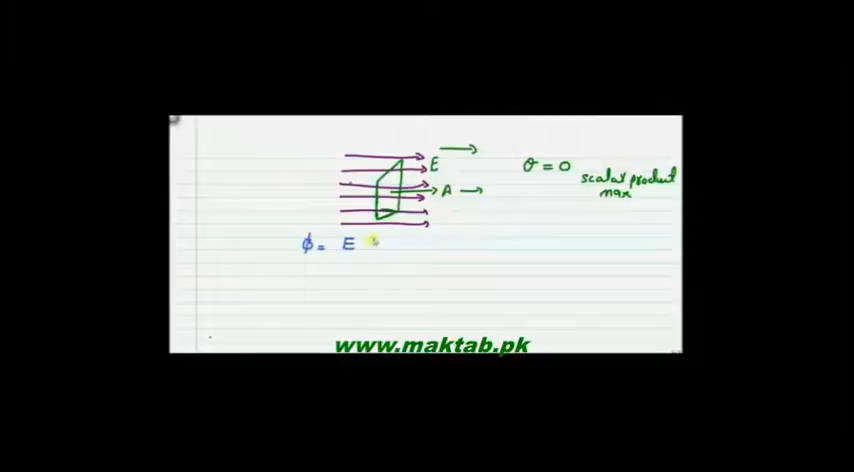 E
θ = 0
scalar product
max
A
Φ = E
www.maktab.pk